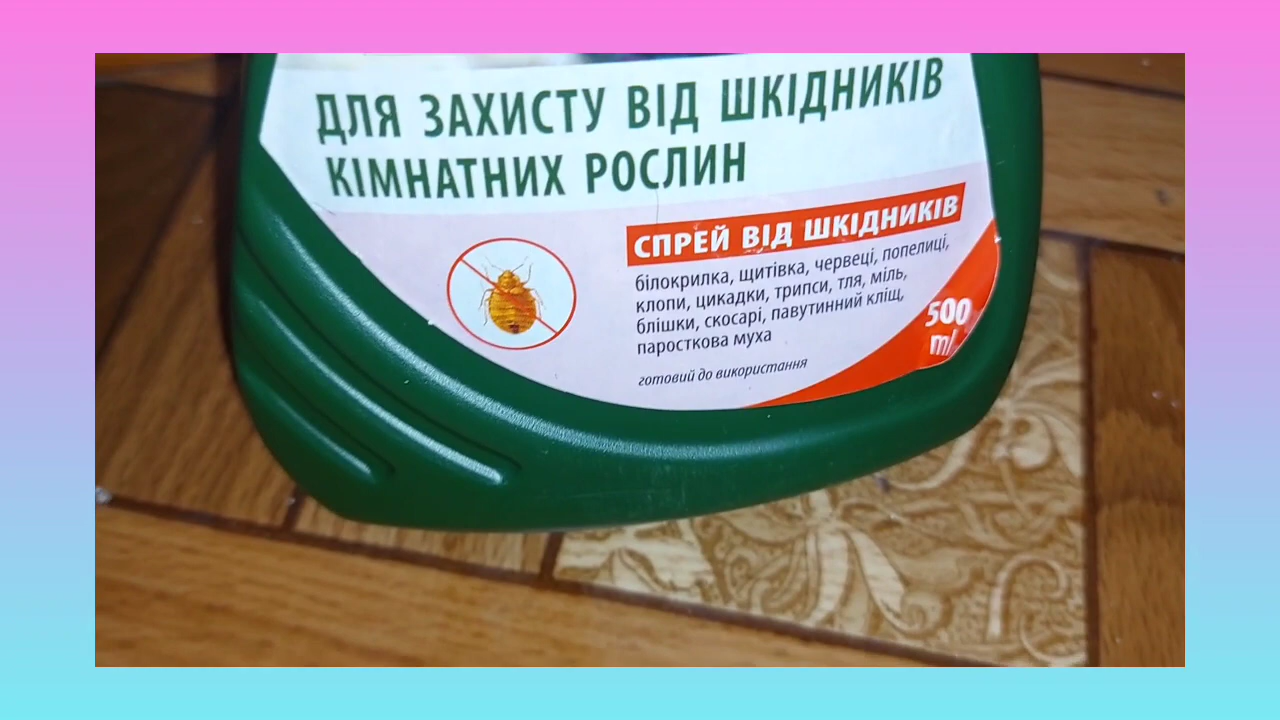 ДЛЯ ЗАХИСТУ ВІД ШКІДНИКІВ
КІМНАТНИХ РОСЛИН
СПРЕЙ ВІД ШКІДНИКІВ
білокрилка, щитівка, червеці, попелиці,
клопи, цикадки, трипси, тля, міль,
блішки, скосарі, павутинний кліщ,
паросткова муха
готовий до використання
500
ml